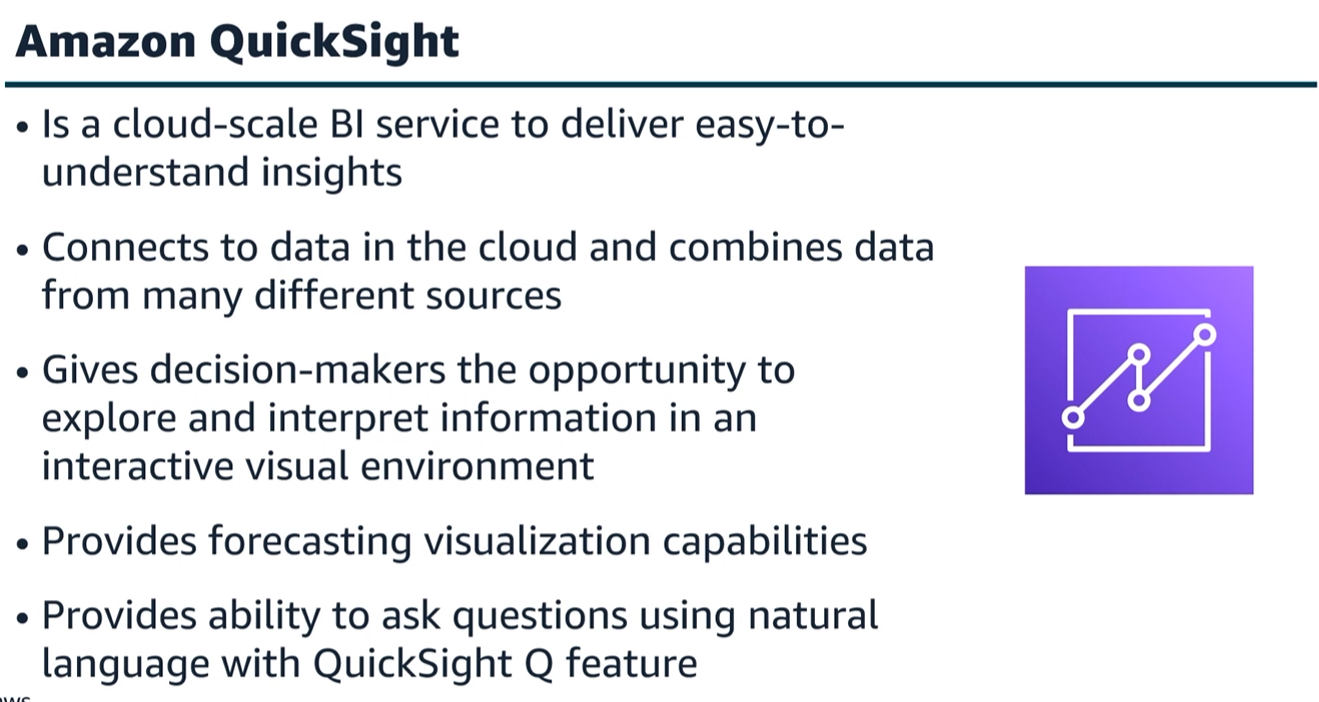 Amazon QuickSight
• Is a cloud-scale BI service to deliver easy-to-
understand insights
• Connects to data in the cloud and combines data
from many different sources
• Gives decision-makers the opportunity to
explore and interpret information in an
interactive visual environment
• Provides forecasting visualization capabilities
• Provides ability to ask questions using natural
language with QuickSight Q feature